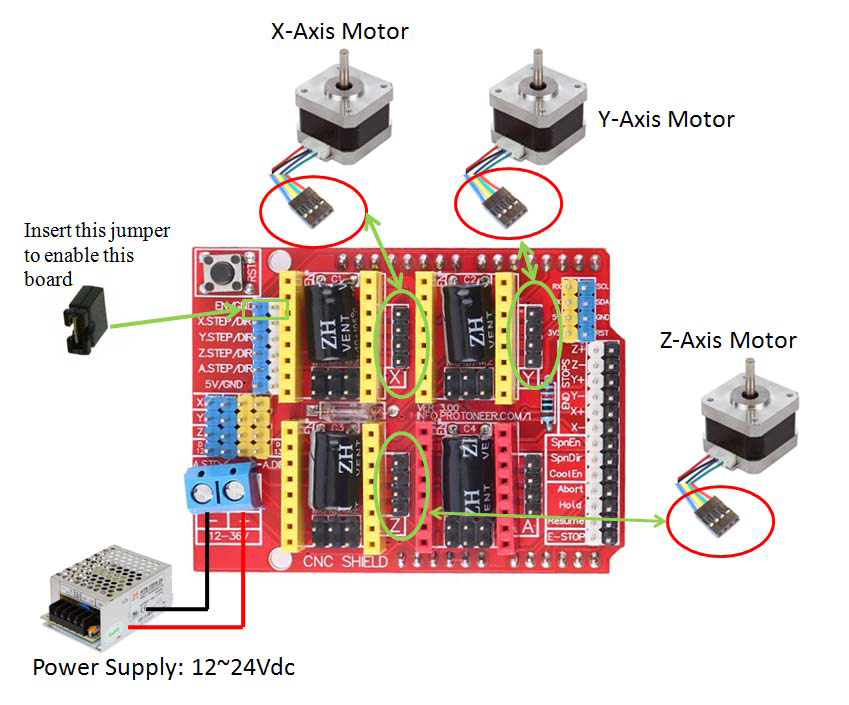 X-Axis Motor
Y-Axis Motor
Insert this jumper
to enable this
board
Z-Axis Motor
RST
EN/GND
X.STEP/DIR
Y.STEP/DIR
Z.STEP/DIR
A.STEP/DIR
5V/GND
C1
ZH
VENT
X
C2
ZH
VENT
Y
RX
SCL
SDA
GND
RST
3V3
Z+
Z-
Y+
Y-
X+
X-
END STOPS
X
Y
Z
VER 3.00
INFO.PROTONEER.COM/
C3
ZH
VENT
Z
C4
ZH
VENT
A
SpnEn
SpnDir
CoolEn
Abort
Hold
Resume
E-STOP
12-36V
CNC SHIELD
Power Supply: 12~24Vdc